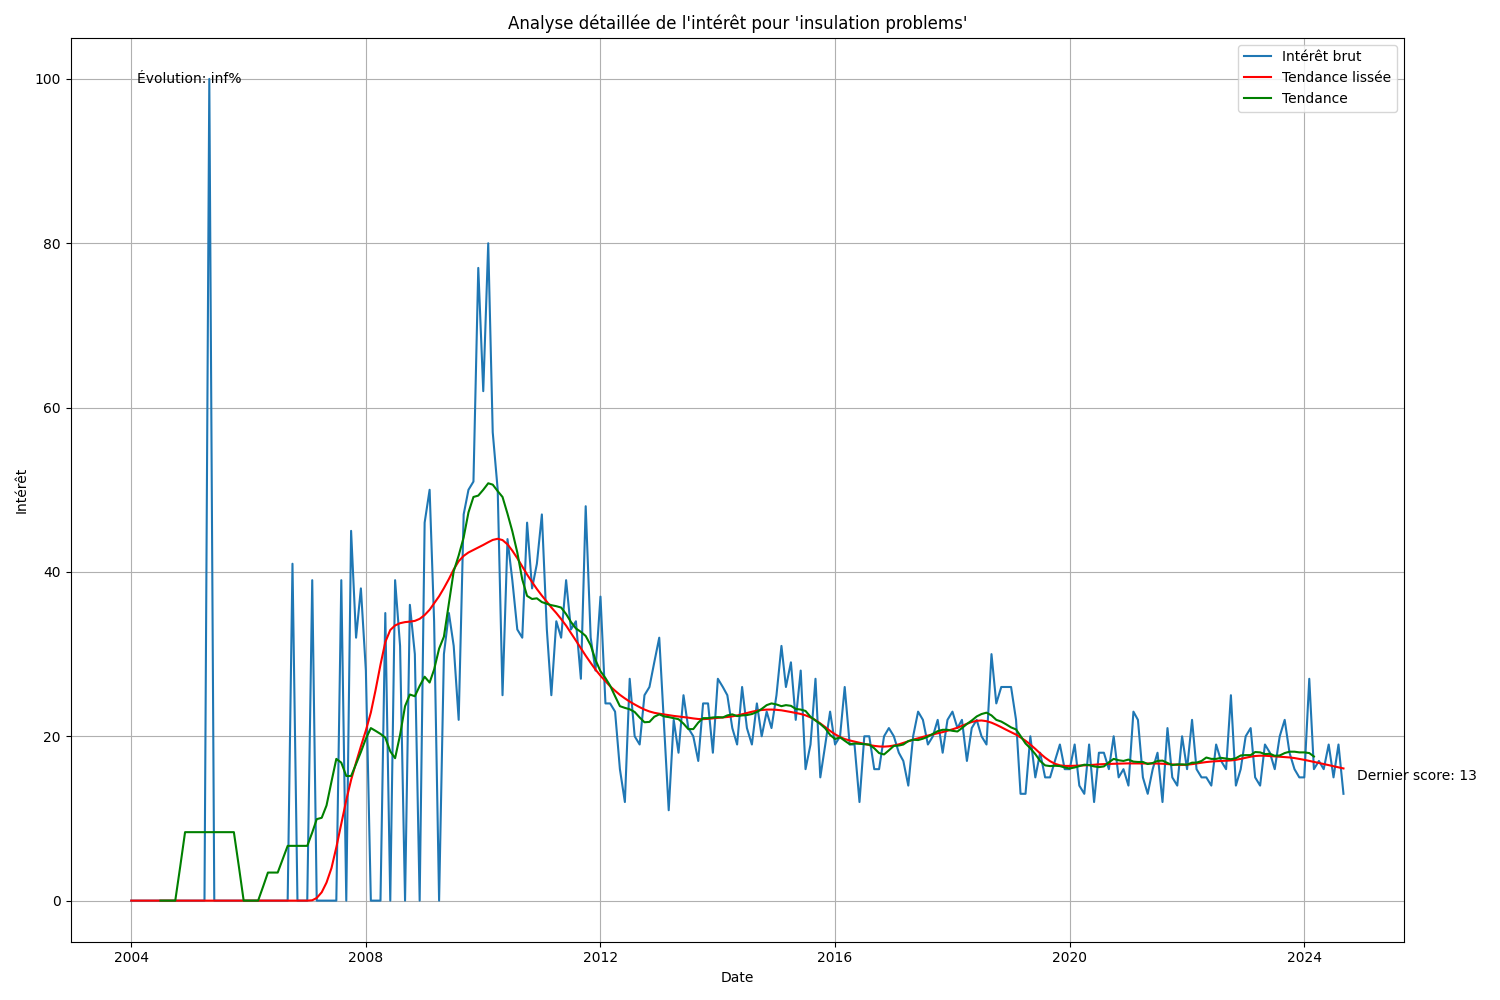 Analyse détaillée de l'intérêt pour 'insulation problems'
Évolution: inf%
Intérêt brut
Tendance lissée
Tendance
100
80
60
40
20
0
Intérêt
Dernier score: 13
2004
2008
2012
2016
2020
2024
Date